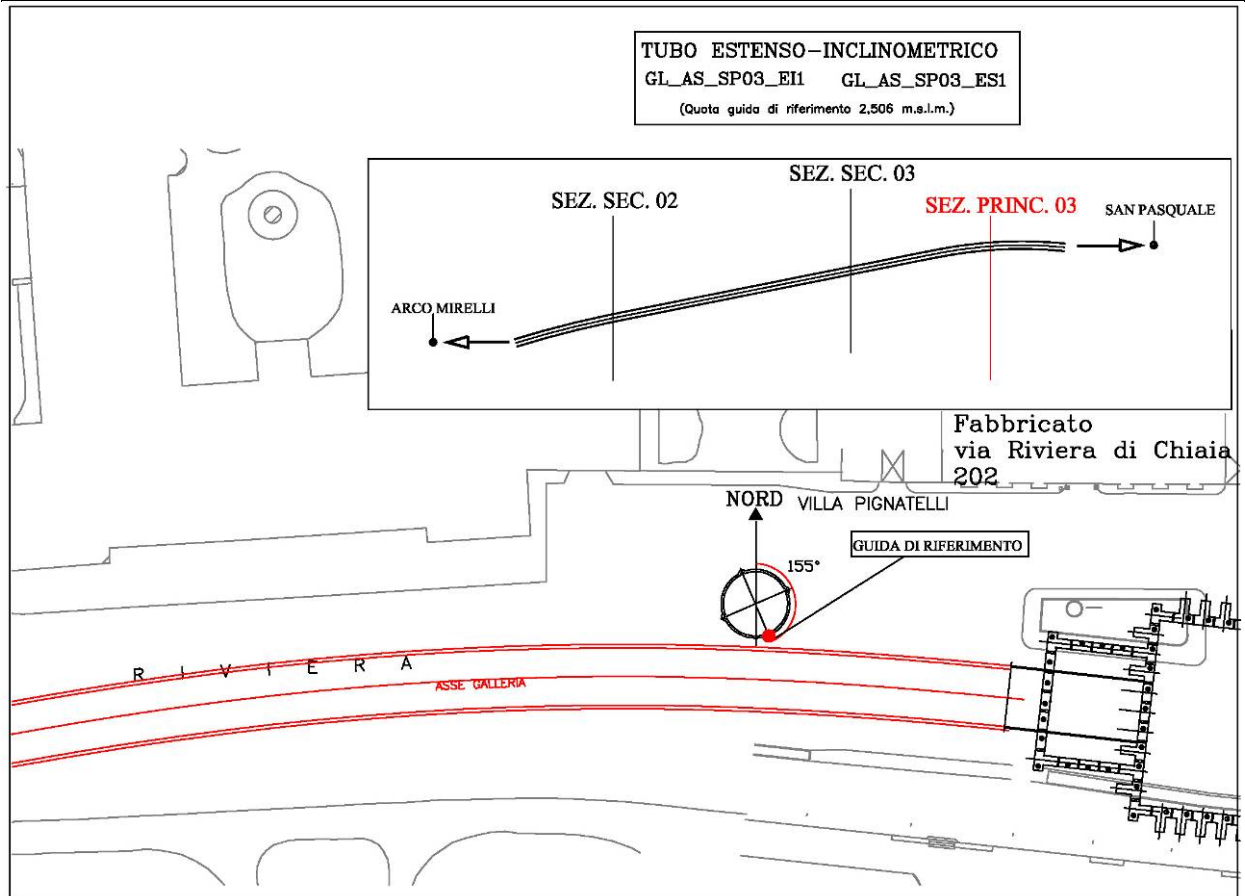 TUBO ESTENSO-INCLINOMETRICO
GL_AS_SP03_EI1 GL_AS_SP03_ES1
(Quota guida di riferimento 2,506 m.s.l.m.)
SEZ. SEC. 03
SEZ. SEC. 02
SEZ. PRINC. 03
SAN PASQUALE
ARCO MIRELLI
Fabbricato
via Riviera di Chiaia
202
NORD
VILLA PIGNATELLI
GUIDA DI RIFERIMENTO
155°
RIVIERA
ASSE GALLERIA